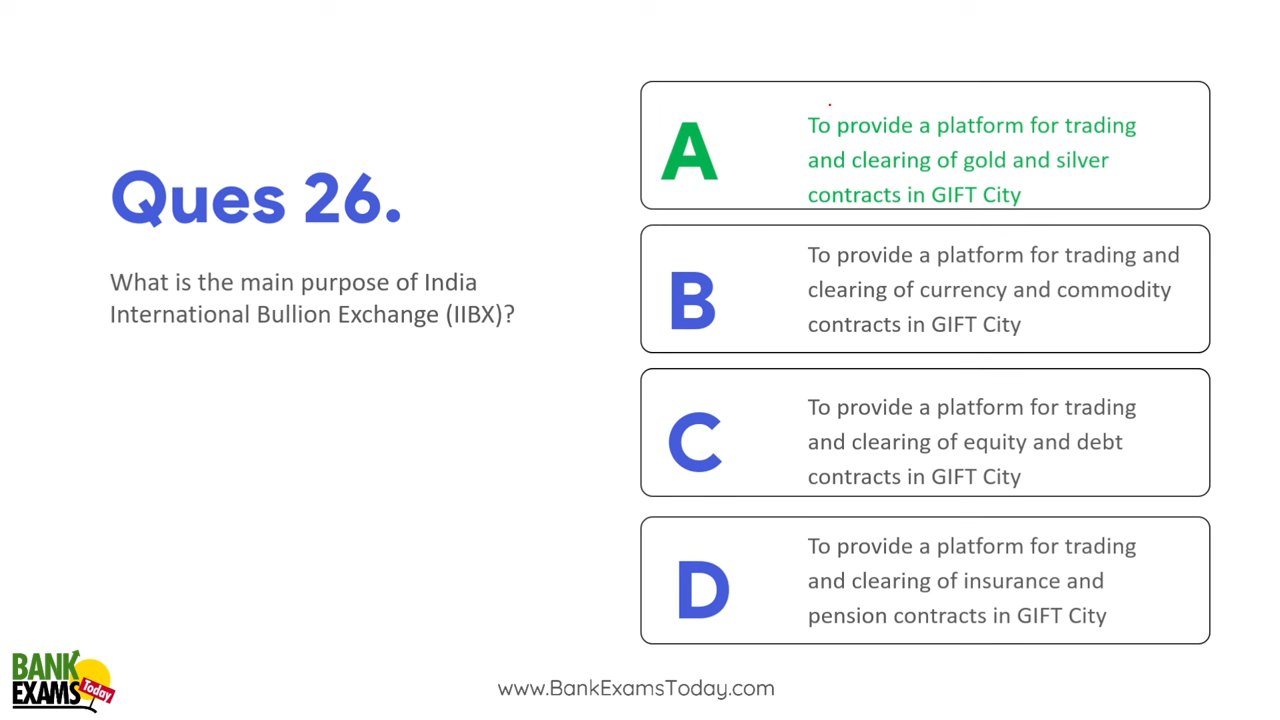 Ques 26.
What is the main purpose of India
International Bullion Exchange (IIBX)?
A
To provide a platform for trading
and clearing of gold and silver
contracts in GIFT City
B
To provide a platform for trading and
clearing of currency and commodity
contracts in GIFT City
C
To provide a platform for trading
and clearing of equity and debt
contracts in GIFT City
D
To provide a platform for trading
and clearing of insurance and
pension contracts in GIFT City
BANK
EXAMS
Today
www.BankExamsToday.com